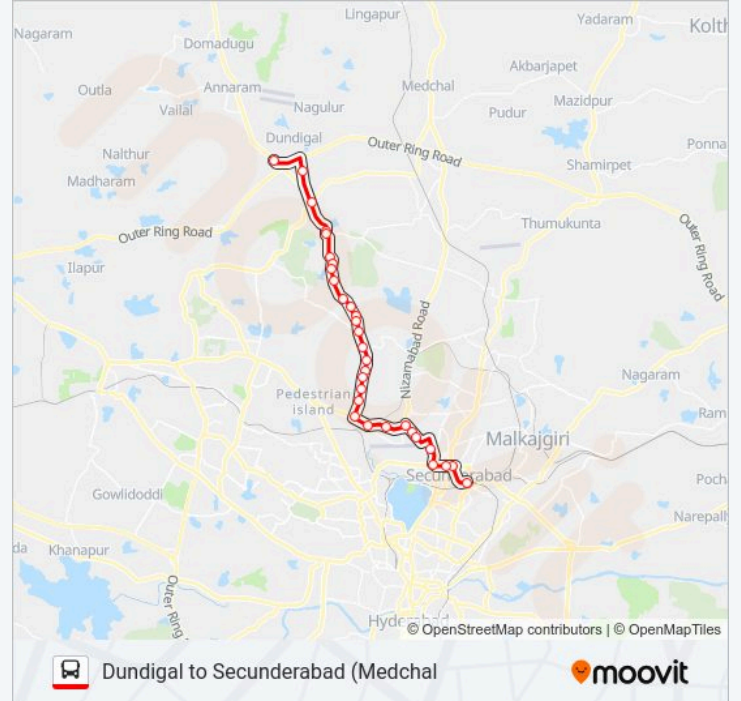 Lingapur
Yadaram
Kolth
Nagaram
Domadugu
Akbarjapet
Outla
Annaram
Medchal
Mazidpur
Vailal
Nagulur
Pudur
Dundigal
Outer Ring Road
Ponna
Nalthur
Shamirpet
Madharam
Outer Ring Road
Thumukunta
Outer Ring Road
Ilapur
Nizamabad Road
Nagaram
Pedestrian
island
Ram
Malkajgiri
Secunderabad
Poch
Gowlidoddi
Narepally
da
Khanapur
Outer Ring
Hyderabad
© OpenStreetMap contributors | © OpenMapTiles
Dundigal to Secunderabad (Medchal
moovit